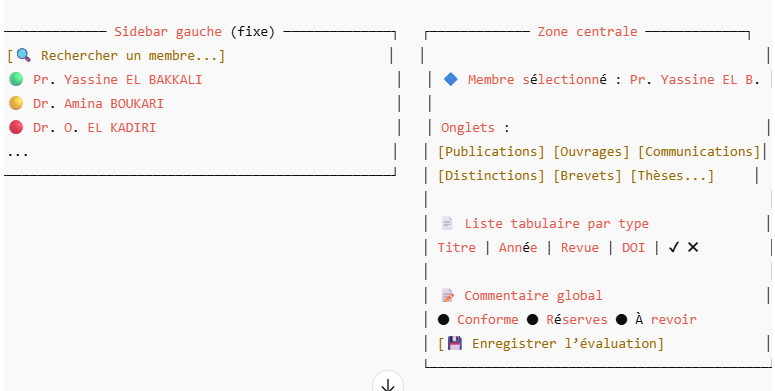 Sidebar gauche (fixe)
[🔍 Rechercher un membre...]
🟢 Pr. Yassine EL BAKKALI
🟡 Dr. Amina BOUKARI
🔴 Dr. O. EL KADIRI
...
Zone centrale
🔷 Membre sélectionné : Pr. Yassine EL B.
Onglets :
[Publications] [Ouvrages] [Communications]
[Distinctions] [Brevets] [Thèses...]
📄 Liste tabulaire par type
Titre | Année | Revue | DOI | ✔ ✖
📝 Commentaire global
● Conforme ● Réserves ● À revoir
[💾 Enregistrer l’évaluation]